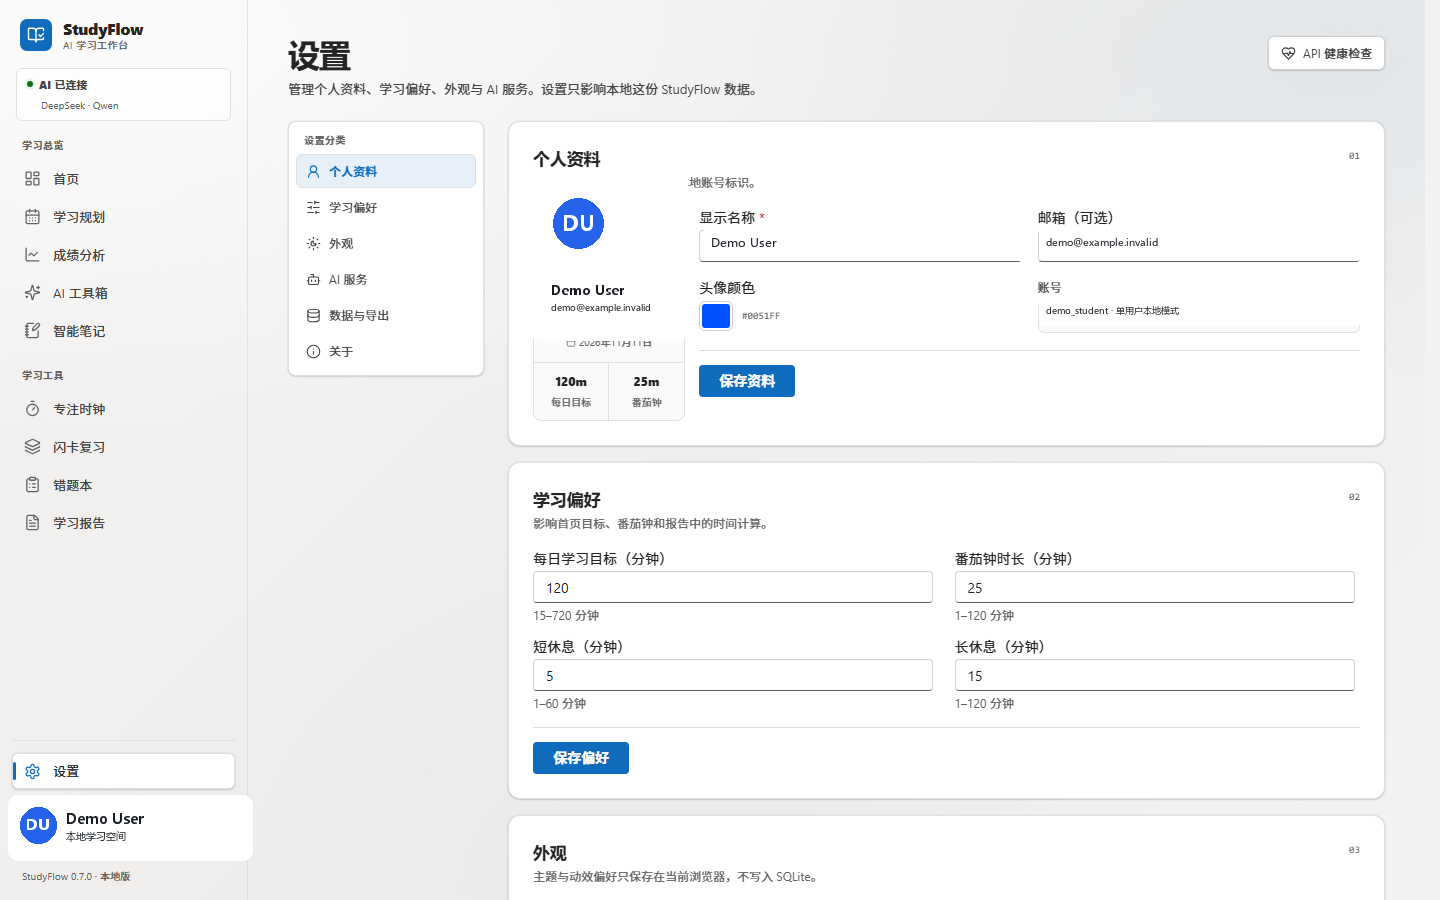 StudyFlow
AI 学习工作台
AI 已连接
DeepSeek · Qwen
学习总览
首页
学习规划
成绩分析
AI 工具箱
智能笔记
学习工具
专注时钟
闪卡复习
错题本
学习报告
设置
DU
Demo User
本地学习空间
StudyFlow 0.7.0 · 本地版
设置
管理个人资料、学习偏好、外观与 AI 服务。设置只影响本地这份 StudyFlow 数据。
API 健康检查
设置分类
个人资料
学习偏好
外观
AI 服务
数据与导出
关于
个人资料
01
地账号标识。
DU
Demo User
demo@example.invalid
2026年11月11日
120m
每日目标
25m
番茄钟
显示名称 *
Demo User
邮箱（可选）
demo@example.invalid
头像颜色
#0051FF
账号
demo_student · 单用户本地模式
保存资料
学习偏好
02
影响首页目标、番茄钟和报告中的时间计算。
每日学习目标（分钟）
120
15–720 分钟
番茄钟时长（分钟）
25
1–120 分钟
短休息（分钟）
5
1–60 分钟
长休息（分钟）
15
1–120 分钟
保存偏好
外观
03
主题与动效偏好只保存在当前浏览器，不写入 SQLite。